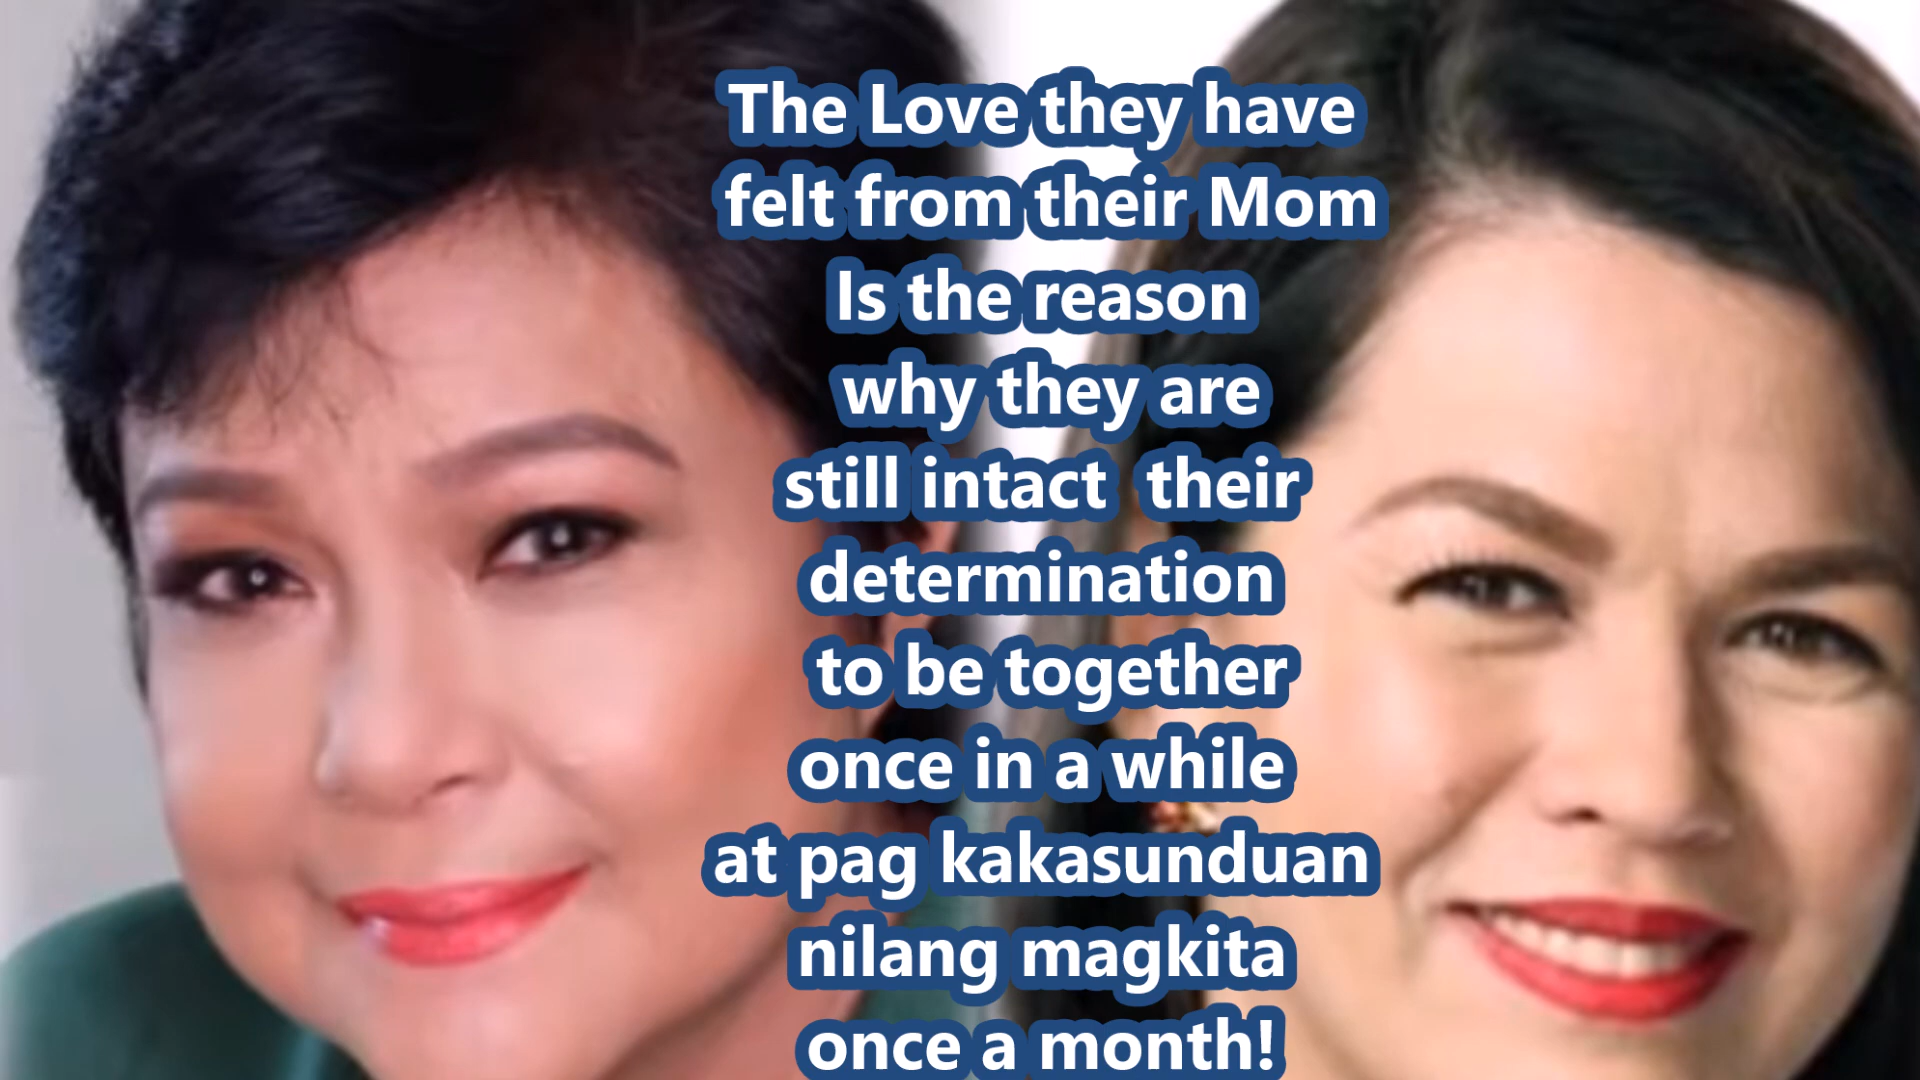 The Love they have
felt from their Mom
Is the reason
why they are
still intact their
determination
to be together
once in a while
at pag kakasunduan
nilang magkita
once a month!